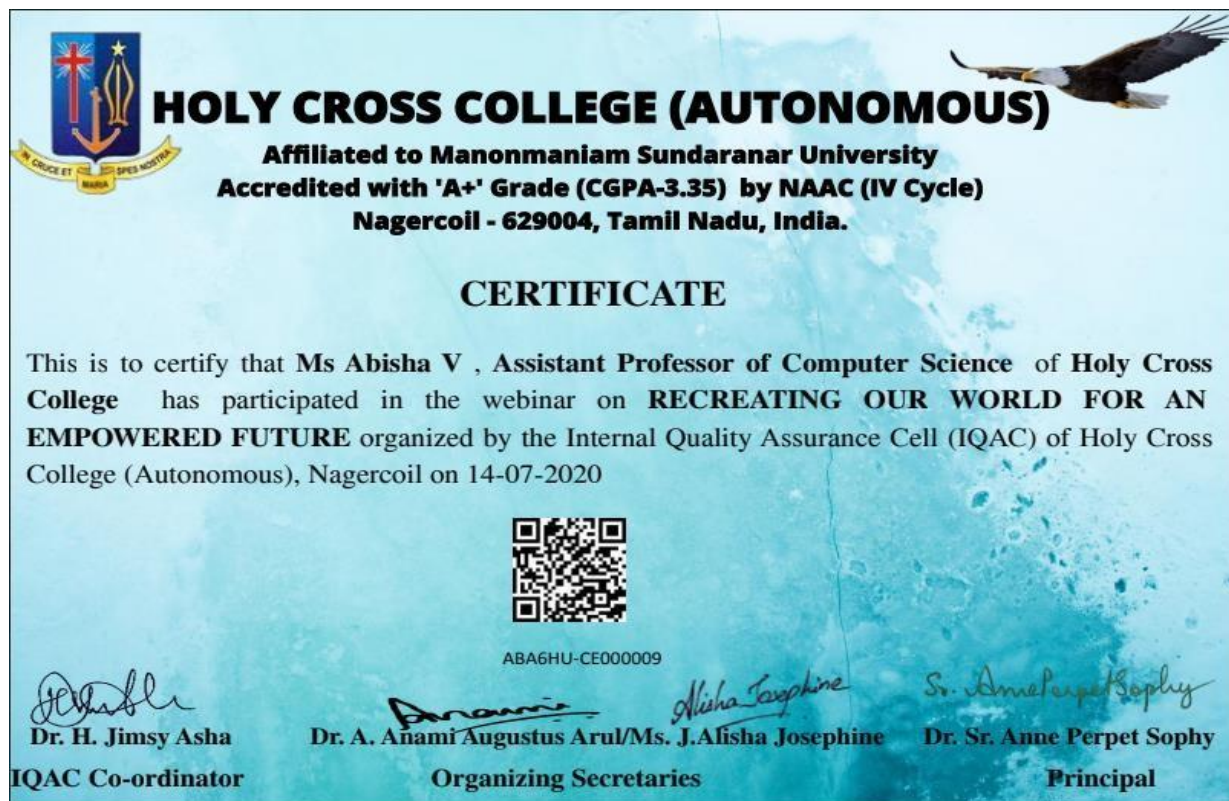 HOLY CROSS COLLEGE (AUTONOMOUS)
Affiliated to Manonmaniam Sundaranar University
Accredited with 'A+' Grade (CGPA-3.35) by NAAC (IV Cycle)
Nagercoil - 629004, Tamil Nadu, India.
IN CRUCE ET MARIA SPES NOSTRA
CERTIFICATE
This is to certify that Ms Abisha V , Assistant Professor of Computer Science of Holy Cross
College has participated in the webinar on RECREATING OUR WORLD FOR AN
EMPOWERED FUTURE organized by the Internal Quality Assurance Cell (IQAC) of Holy Cross
College (Autonomous), Nagercoil on 14-07-2020
ABA6HU-CE000009
Alisha Josephine Sr. AnnePerpetSophy
Dr. H. Jimsy Asha Dr. A. Anami Augustus Arul/Ms. J.Alisha Josephine Dr. Sr. Anne Perpet Sophy
IQAC Co-ordinator Organizing Secretaries Principal